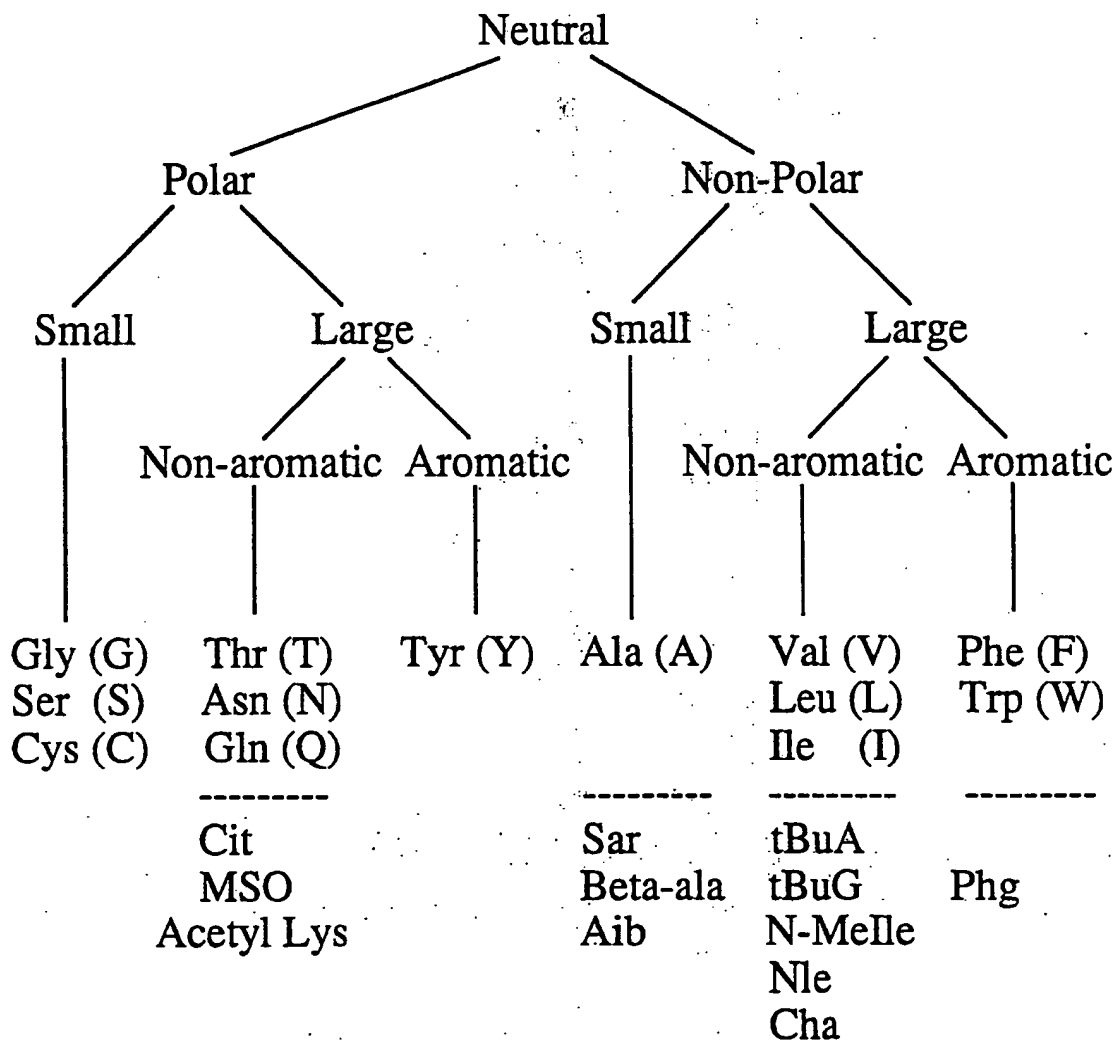 Neutral
Polar Non-Polar
Small Large Small Large
Non-aromatic Aromatic Non-aromatic Aromatic
Gly (G) Thr (T) Tyr (Y) Ala (A) Val (V) Phe (F)
Ser (S) Asn (N) Leu (L) Trp (W)
Cys (C) Gln (Q) Ile (I)
--------- --------- --------- ---------
Cit Sar tBuA
MSO Beta-ala tBuG Phg
Acetyl Lys Aib N-MeIle
Nle
Cha